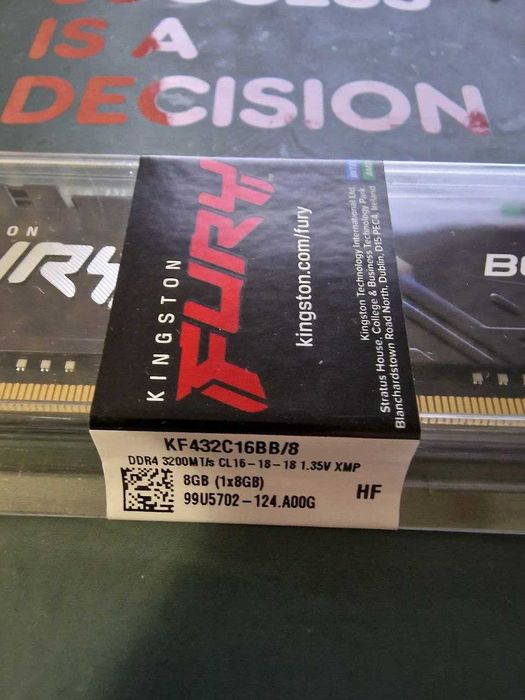 IS A
DECISION
ON
KINGSTON
FURY
kingston.com/fury
Kingston Technology International Ltd.
Stratus House, College & Business Technology Park,
Blanchardstown Road North, Dublin, D15 PEC4, Ireland
KF432C16BB/8
DDR4 3200MT/s CL16-18-18 1.35V XMP
8GB (1x8GB)
99U5702-124.A00G
HF